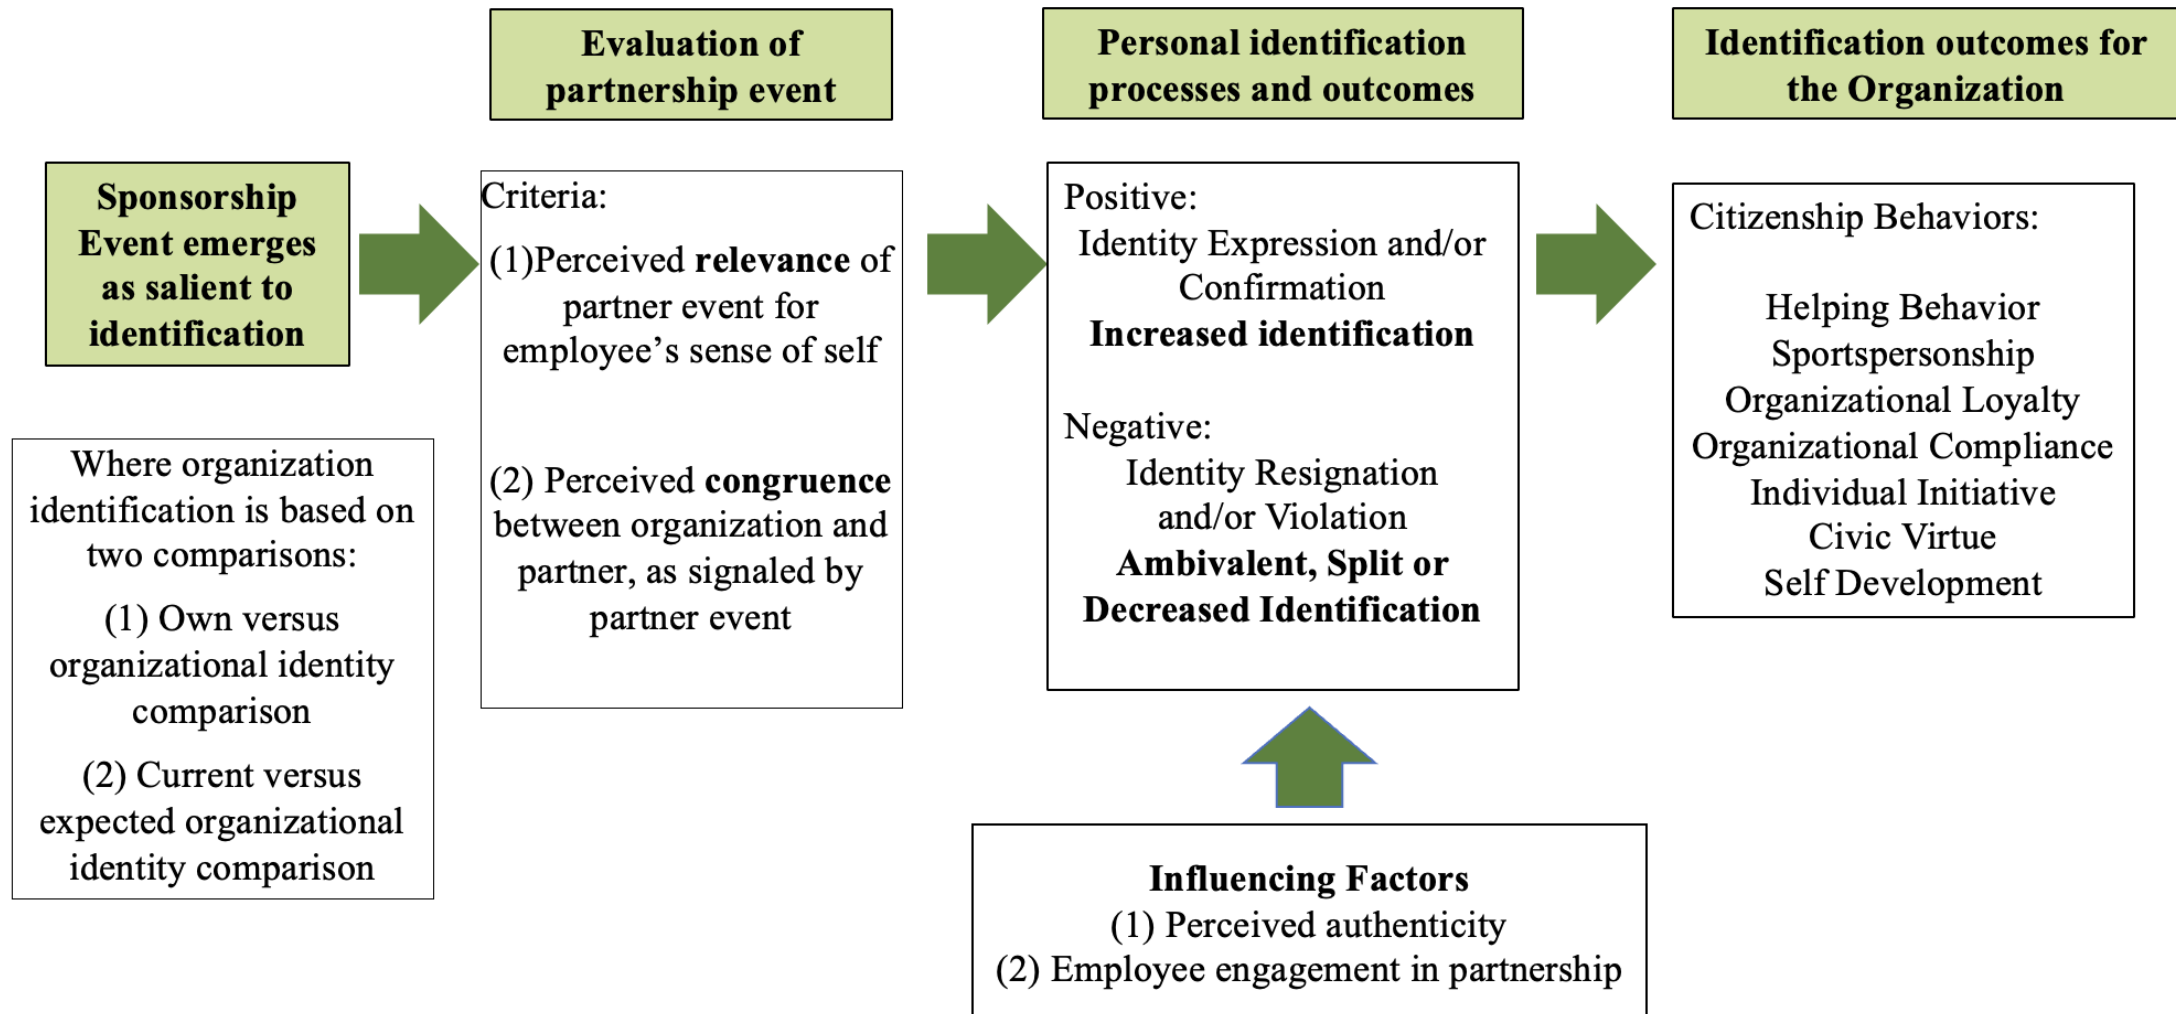 Evaluation of
partnership event
Personal identification
processes and outcomes
Identification outcomes for
the Organization
Sponsorship
Event emerges
as salient to
identification
Where organization
identification is based on
two comparisons:
(1) Own versus
organizational identity
comparison
(2) Current versus
expected organizational
identity comparison
Criteria:
(1)Perceived relevance of
partner event for
employee’s sense of self
(2) Perceived congruence
between organization and
partner, as signaled by
partner event
Positive:
Identity Expression and/or
Confirmation
Increased identification
Negative:
Identity Resignation
and/or Violation
Ambivalent, Split or
Decreased Identification
Citizenship Behaviors:
Helping Behavior
Sportspersonship
Organizational Loyalty
Organizational Compliance
Individual Initiative
Civic Virtue
Self Development
Influencing Factors
(1) Perceived authenticity
(2) Employee engagement in partnership